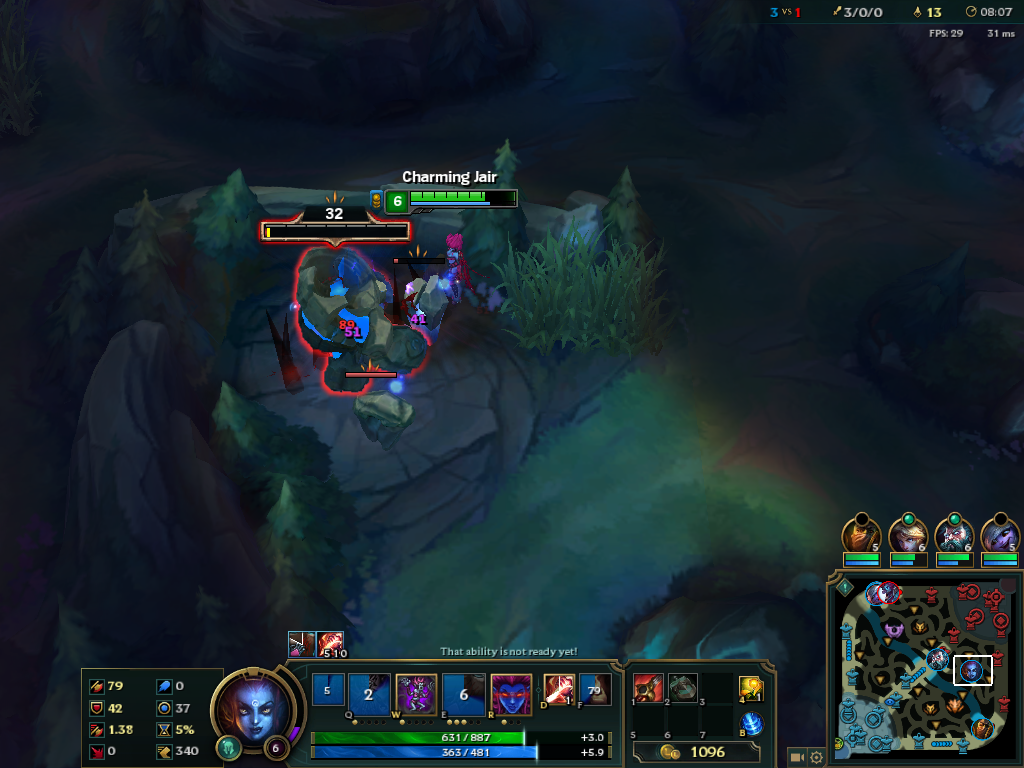 3 vs 1 3/0/0 13 08:07
FPS: 29 31 ms
Charming Jair
6
32
41
89
51
5 6 6 5
5:10
That ability is not ready yet!
79 0
42 37
1.38 5%
0 340
6
5 2 6 79
Q W E R D F
631 / 887 +3.0
363 / 481 +5.9
1 2 3 4
5 6 7 B
1
1
1096